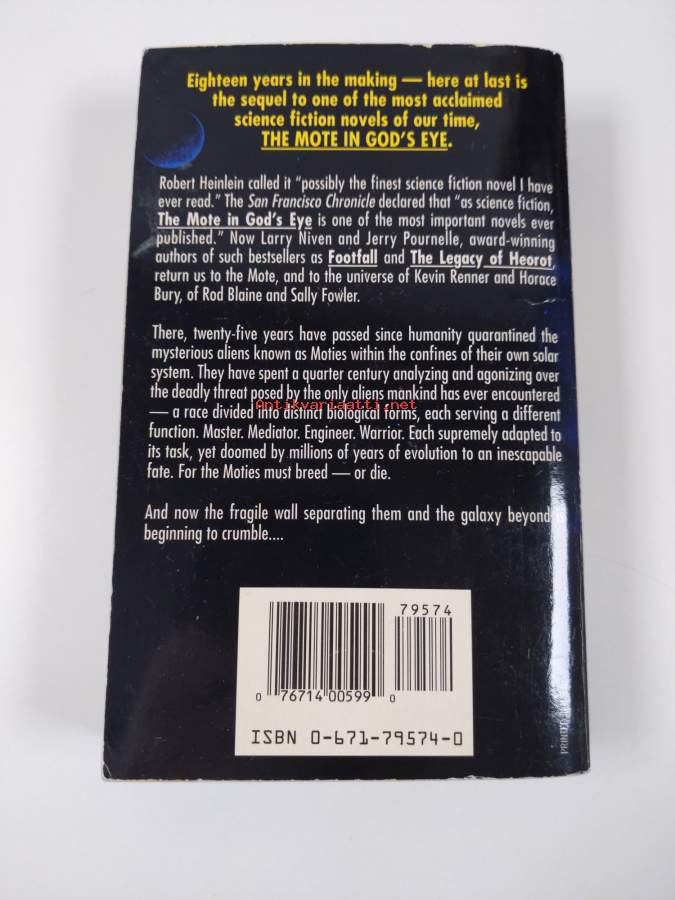 Eighteen years in the making — here at last is
the sequel to one of the most acclaimed
science fiction novels of our time,
THE MOTE IN GOD'S EYE.
Robert Heinlein called it "possibly the finest science fiction novel I have
ever read." The San Francisco Chronicle declared that "as science fiction,
The Mote in God's Eye is one of the most important novels ever
published." Now Larry Niven and Jerry Pournelle, award-winning
authors of such bestsellers as Footfall and The Legacy of Heorot,
return us to the Mote, and to the universe of Kevin Renner and Horace
Bury, of Rod Blaine and Sally Fowler.
There, twenty-five years have passed since humanity quarantined the
mysterious aliens known as Moties within the confines of their own solar
system. They have spent a quarter century analyzing and agonizing over
the deadly threat posed by the only aliens mankind has ever encountered
Antikvariaatti.net
— a race divided into distinct biological forms, each serving a different
function. Master. Mediator. Engineer. Warrior. Each supremely adapted to
its task, yet doomed by millions of years of evolution to an inescapable
fate. For the Moties must breed — or die.
And now the fragile wall separating them and the galaxy beyond
beginning to crumble....
79574
0 76714 00599 0
ISBN 0-671-79574-0
PRINTED